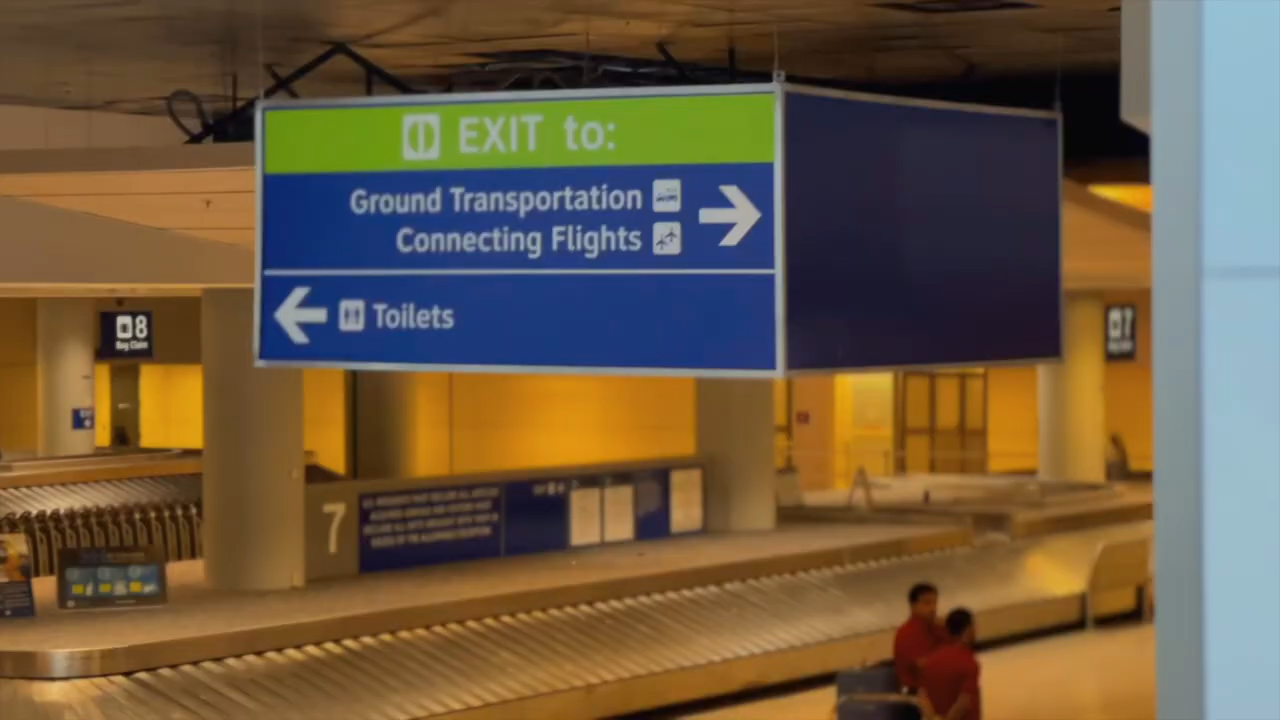 EXIT to:
Ground Transportation
Connecting Flights
Toilets
8
Bag Claim
7
7